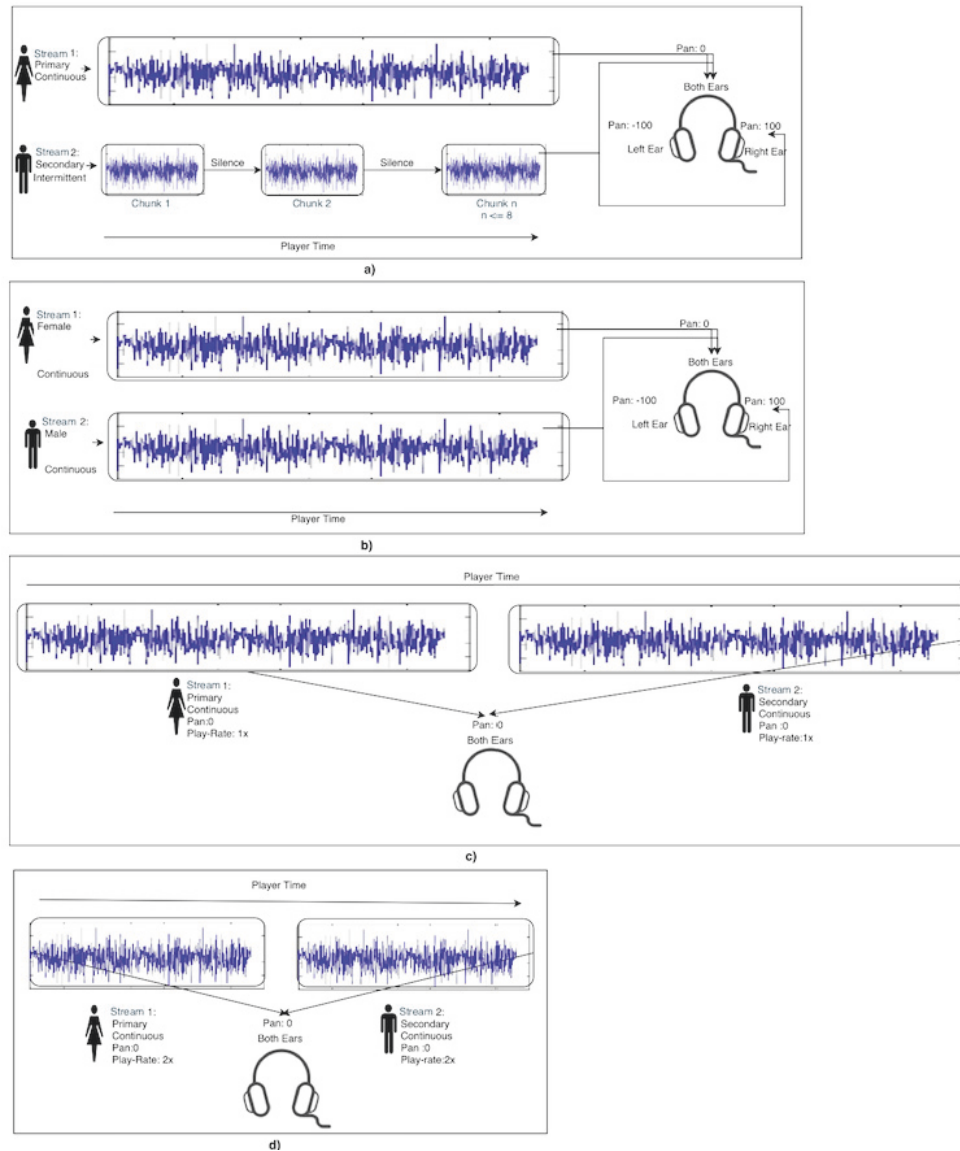 Stream 1:
Primary
Continuous
Pan: 0
Both Ears
Pan: -100
Pan: 100
Left Ear
Right Ear
Stream 2:
Secondary
Intermittent
Silence
Silence
Chunk 1
Chunk 2
Chunk n
n <= 8
Player Time
a)
Stream 1:
Female
Continuous
Pan: 0
Both Ears
Pan: -100
Pan: 100
Left Ear
Right Ear
Stream 2:
Male
Continuous
Player Time
b)
Player Time
Stream 1:
Primary
Continuous
Pan:0
Play-Rate: 1x
Stream 2:
Secondary
Continuous
Pan :0
Play-rate:1x
Pan: 0
Both Ears
c)
Player Time
Stream 1:
Primary
Continuous
Pan:0
Play-Rate: 2x
Pan: 0
Both Ears
Stream 2:
Secondary
Continuous
Pan :0
Play-rate:2x
d)